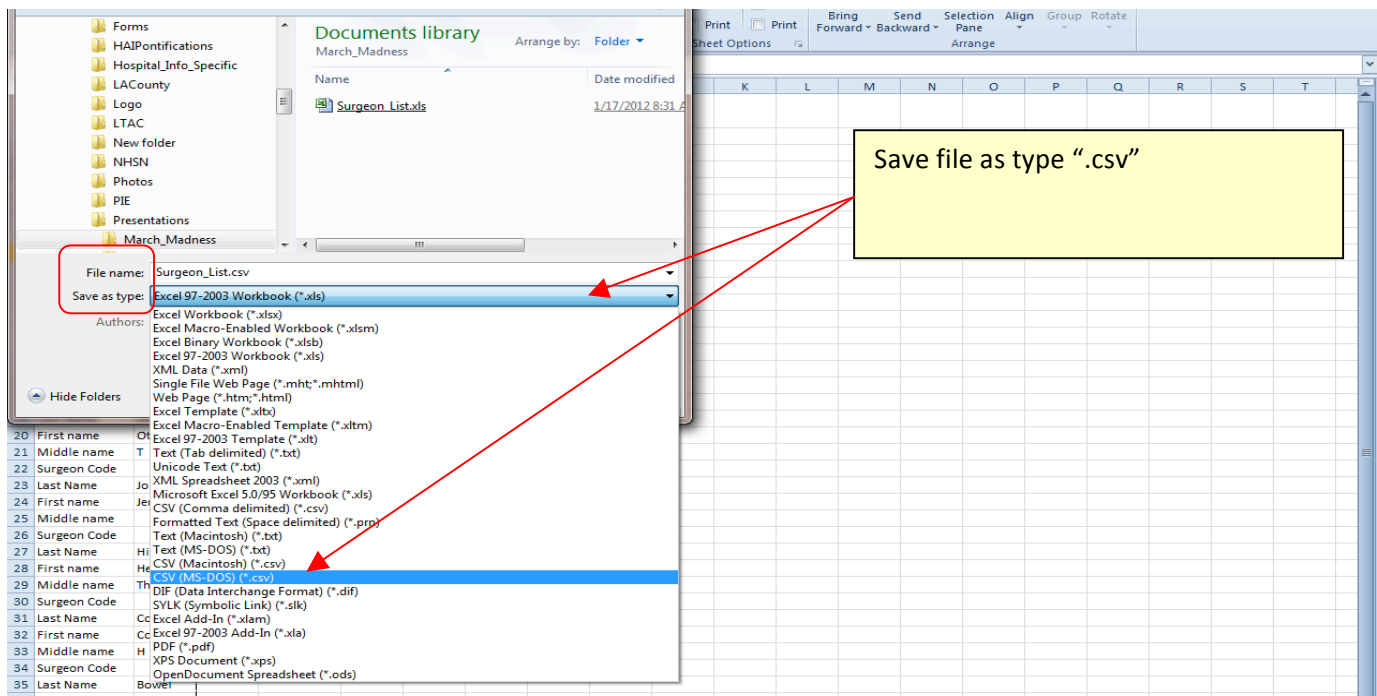 Forms
HAIPontifications
Hospital_Info_Specific
LACounty
Logo
LTAC
New folder
NHSN
Photos
PIE
Presentations
March_Madness
Documents library
March_Madness
Arrange by: Folder
Name
Date modified
Surgeon_List.xls
1/17/2012 8:31
Print
Print
Sheet Options
Bring Forward
Send Backward
Selection Pane
Align
Group
Rotate
Arrange
K L M N O P Q R S T
Save file as type “.csv”
File name: Surgeon_List.csv
Save as type: Excel 97-2003 Workbook (*.xls)
Authors:
Excel Workbook (*.xlsx)
Excel Macro-Enabled Workbook (*.xlsm)
Excel Binary Workbook (*.xlsb)
Excel 97-2003 Workbook (*.xls)
XML Data (*.xml)
Single File Web Page (*.mht;*.mhtml)
Web Page (*.htm;*.html)
Excel Template (*.xltx)
Excel Macro-Enabled Template (*.xltm)
Excel 97-2003 Template (*.xlt)
Text (Tab delimited) (*.txt)
Unicode Text (*.txt)
XML Spreadsheet 2003 (*.xml)
Microsoft Excel 5.0/95 Workbook (*.xls)
CSV (Comma delimited) (*.csv)
Formatted Text (Space delimited) (*.prn)
Text (Macintosh) (*.txt)
Text (MS-DOS) (*.txt)
CSV (Macintosh) (*.csv)
CSV (MS-DOS) (*.csv)
DIF (Data Interchange Format) (*.dif)
SYLK (Symbolic Link) (*.slk)
Excel Add-In (*.xlam)
Excel 97-2003 Add-In (*.xla)
PDF (*.pdf)
XPS Document (*.xps)
OpenDocument Spreadsheet (*.ods)
Hide Folders
20 First name
21 Middle name T
22 Surgeon Code
23 Last Name
24 First name
25 Middle name
26 Surgeon Code
27 Last Name
28 First name
29 Middle name
30 Surgeon Code
31 Last Name
32 First name
33 Middle name H
34 Surgeon Code
35 Last Name Bowel